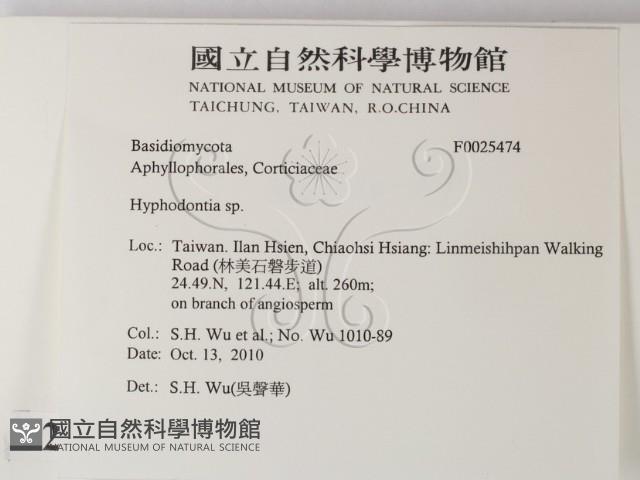 國立自然科學博物館
NATIONAL MUSEUM OF NATURAL SCIENCE
TAICHUNG, TAIWAN, R.O.CHINA
Basidiomycota F0025474
Aphyllophorales, Corticiaceae
Hyphodontia sp.
Loc.: Taiwan. Ilan Hsien, Chiaohsi Hsiang: Linmeishihpan Walking
Road (林美石磐步道)
24.49.N, 121.44.E; alt. 260m;
on branch of angiosperm
Col.: S.H. Wu et al.; No. Wu 1010-89
Date: Oct. 13, 2010
Det.: S.H. Wu(吳聲華)
2
國立自然科學博物館
NATIONAL MUSEUM OF NATURAL SCIENCE